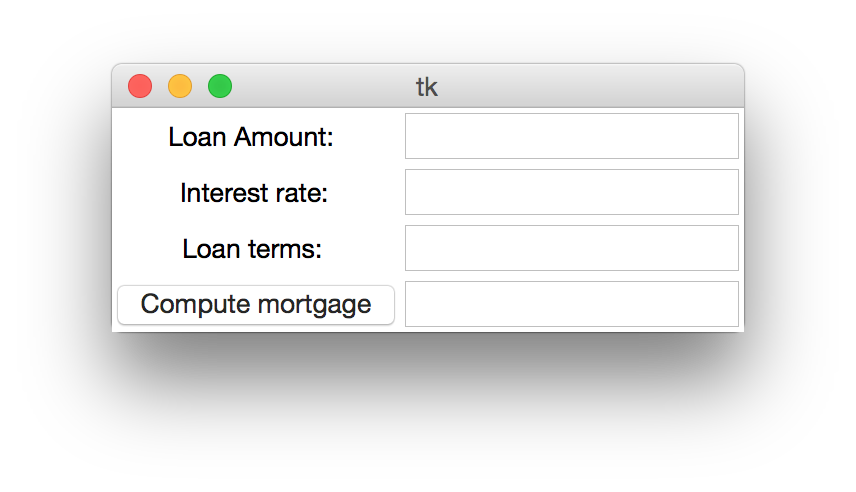 tk
Loan Amount:
Interest rate:
Loan terms:
Compute mortgage